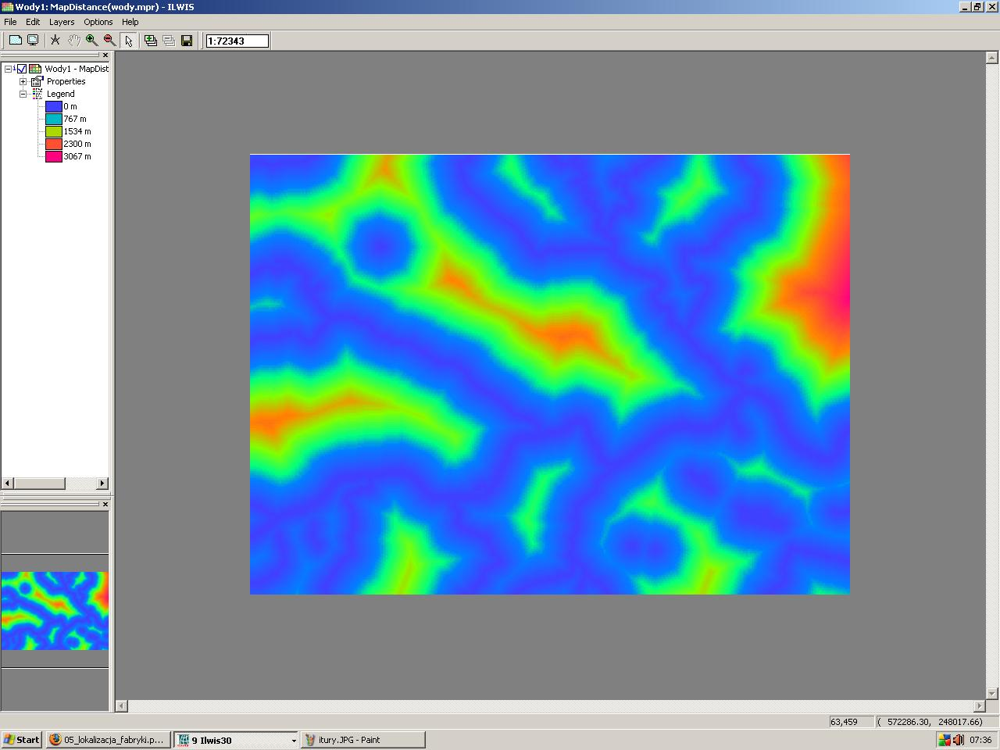 Wody1: MapDistance(wody.mpr) - ILWIS
File Edit Layers Options Help
1:72343
Wody1 - MapDist
Properties
Legend
0 m
767 m
1534 m
2300 m
3067 m
63,459 ( 572286.30, 248017.66)
Start 05_lokalizacja_fabryki.p... 9 Ilwis30 itury.JPG - Paint 07:36